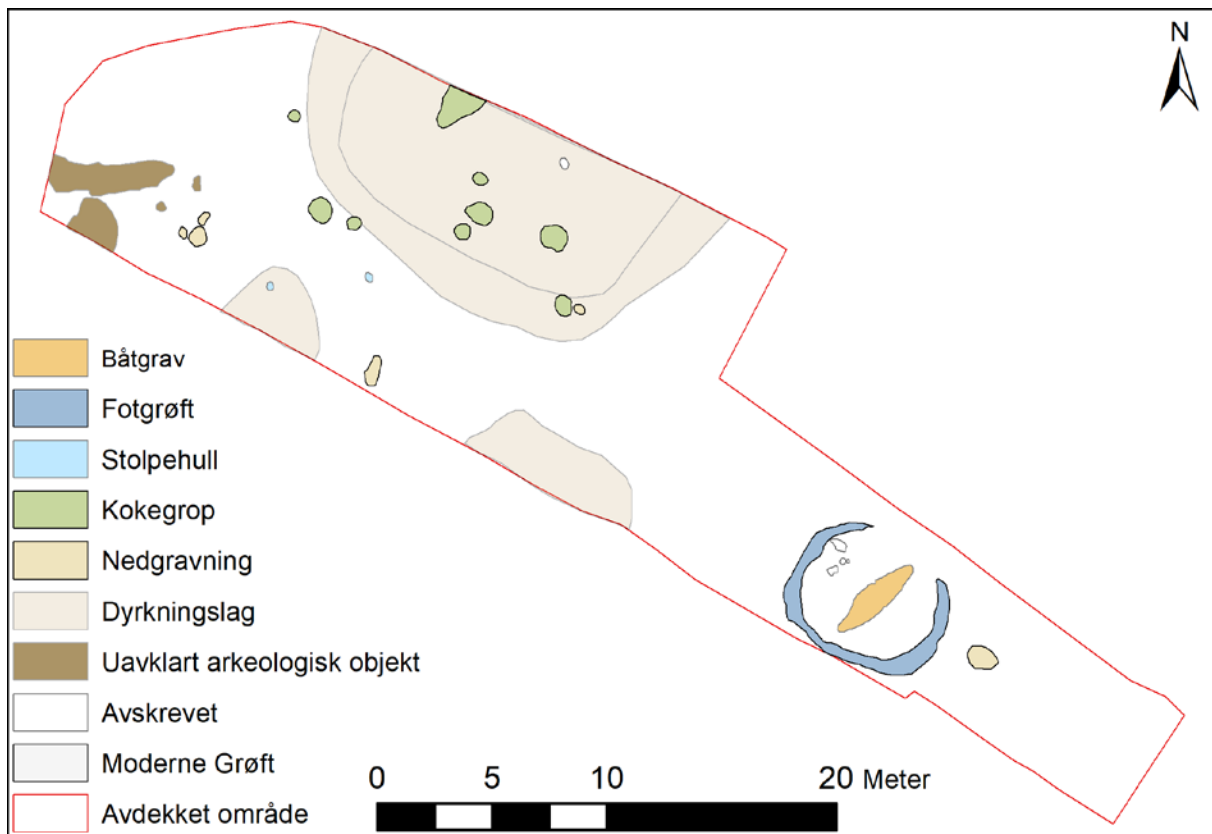 N
Båtgrav
Fotgrøft
Stolpehull
Kokegrop
Nedgravning
Dyrkningslag
Uavklart arkeologisk objekt
Avskrevet
Moderne Grøft
Avdekket område
0 5 10 20 Meter